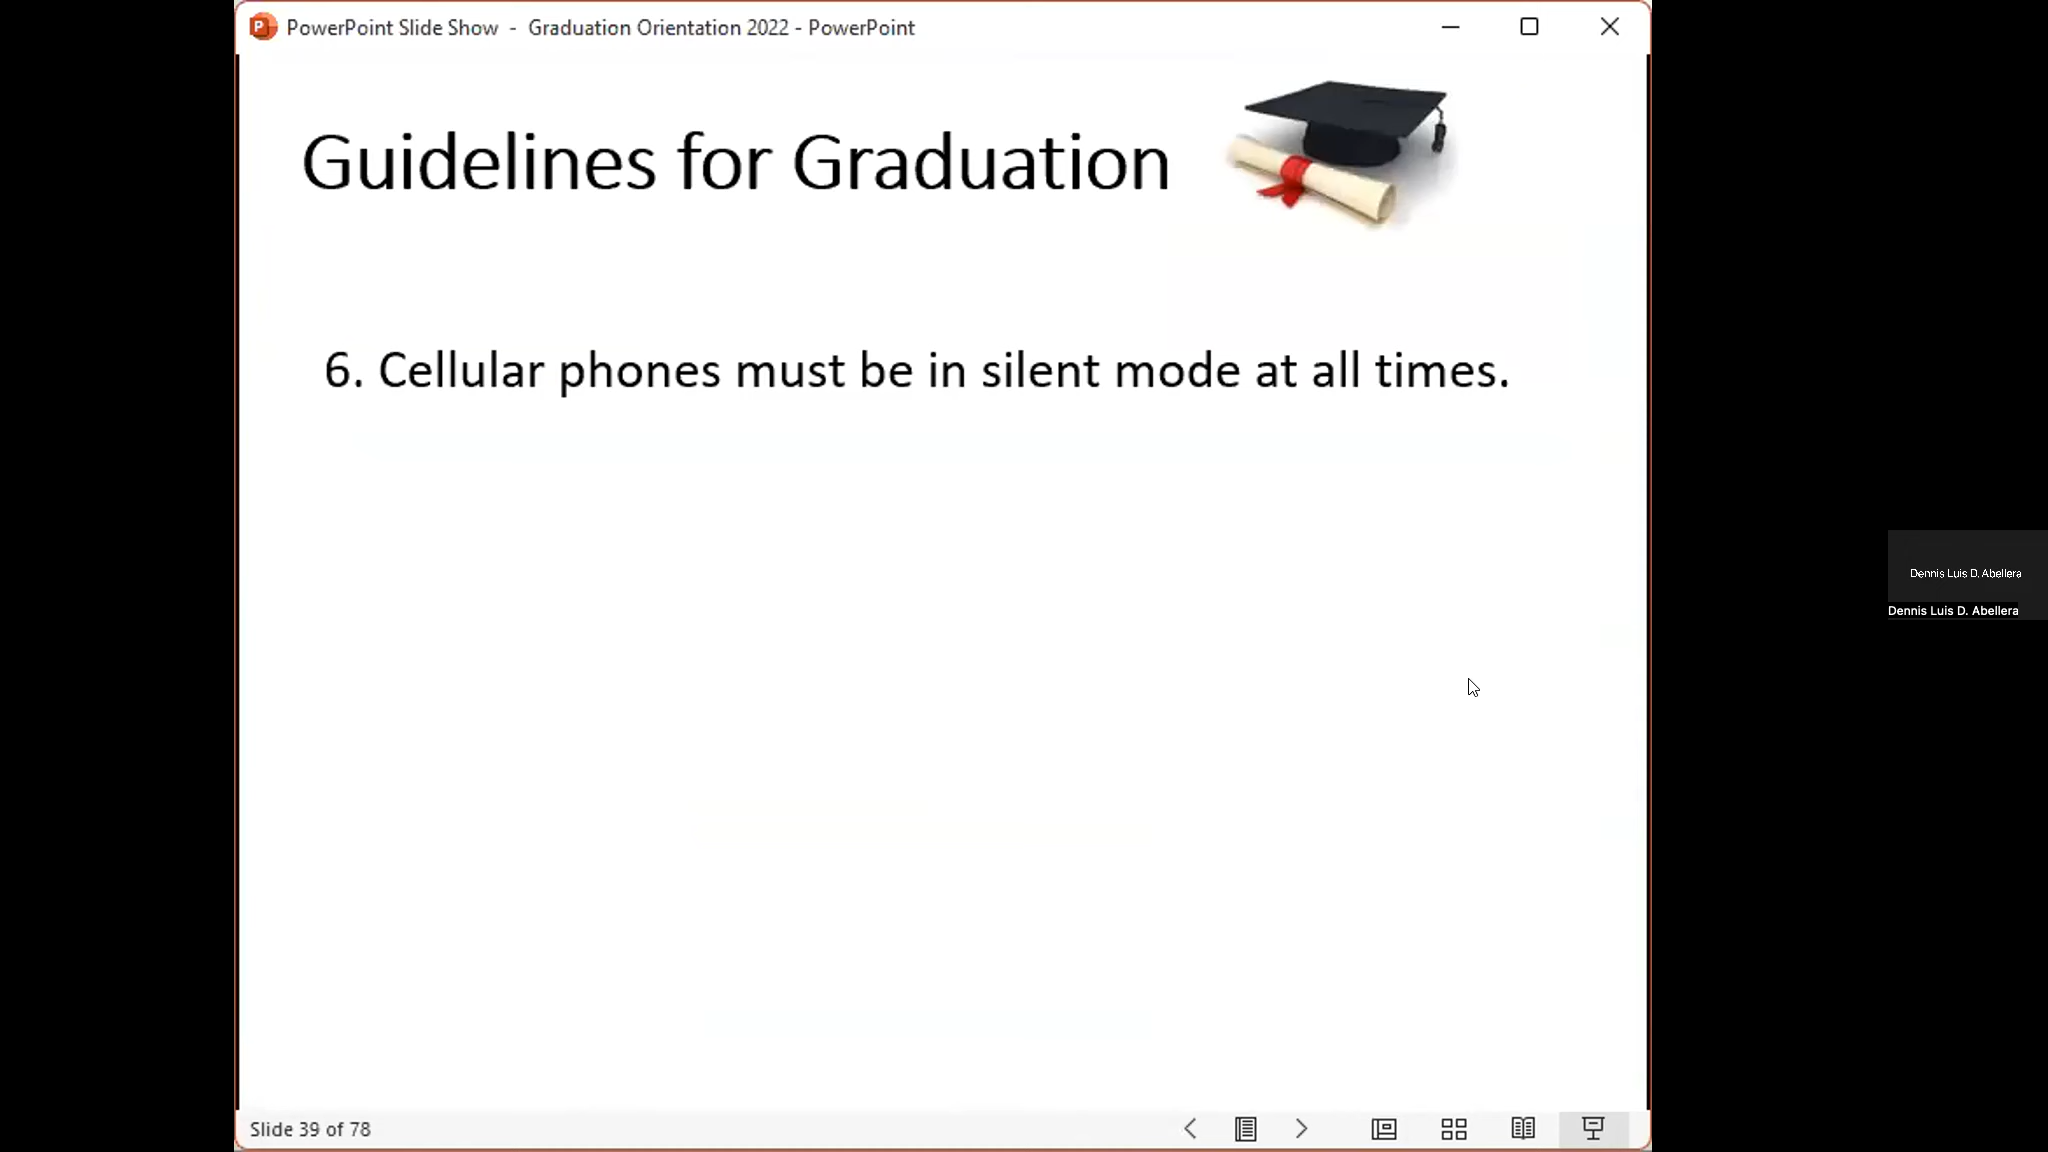 PowerPoint Slide Show - Graduation Orientation 2022 - PowerPoint
Guidelines for Graduation
6. Cellular phones must be in silent mode at all times.
Dennis Luis D. Abellera
Dennis Luis D. Abellera
Slide 39 of 78